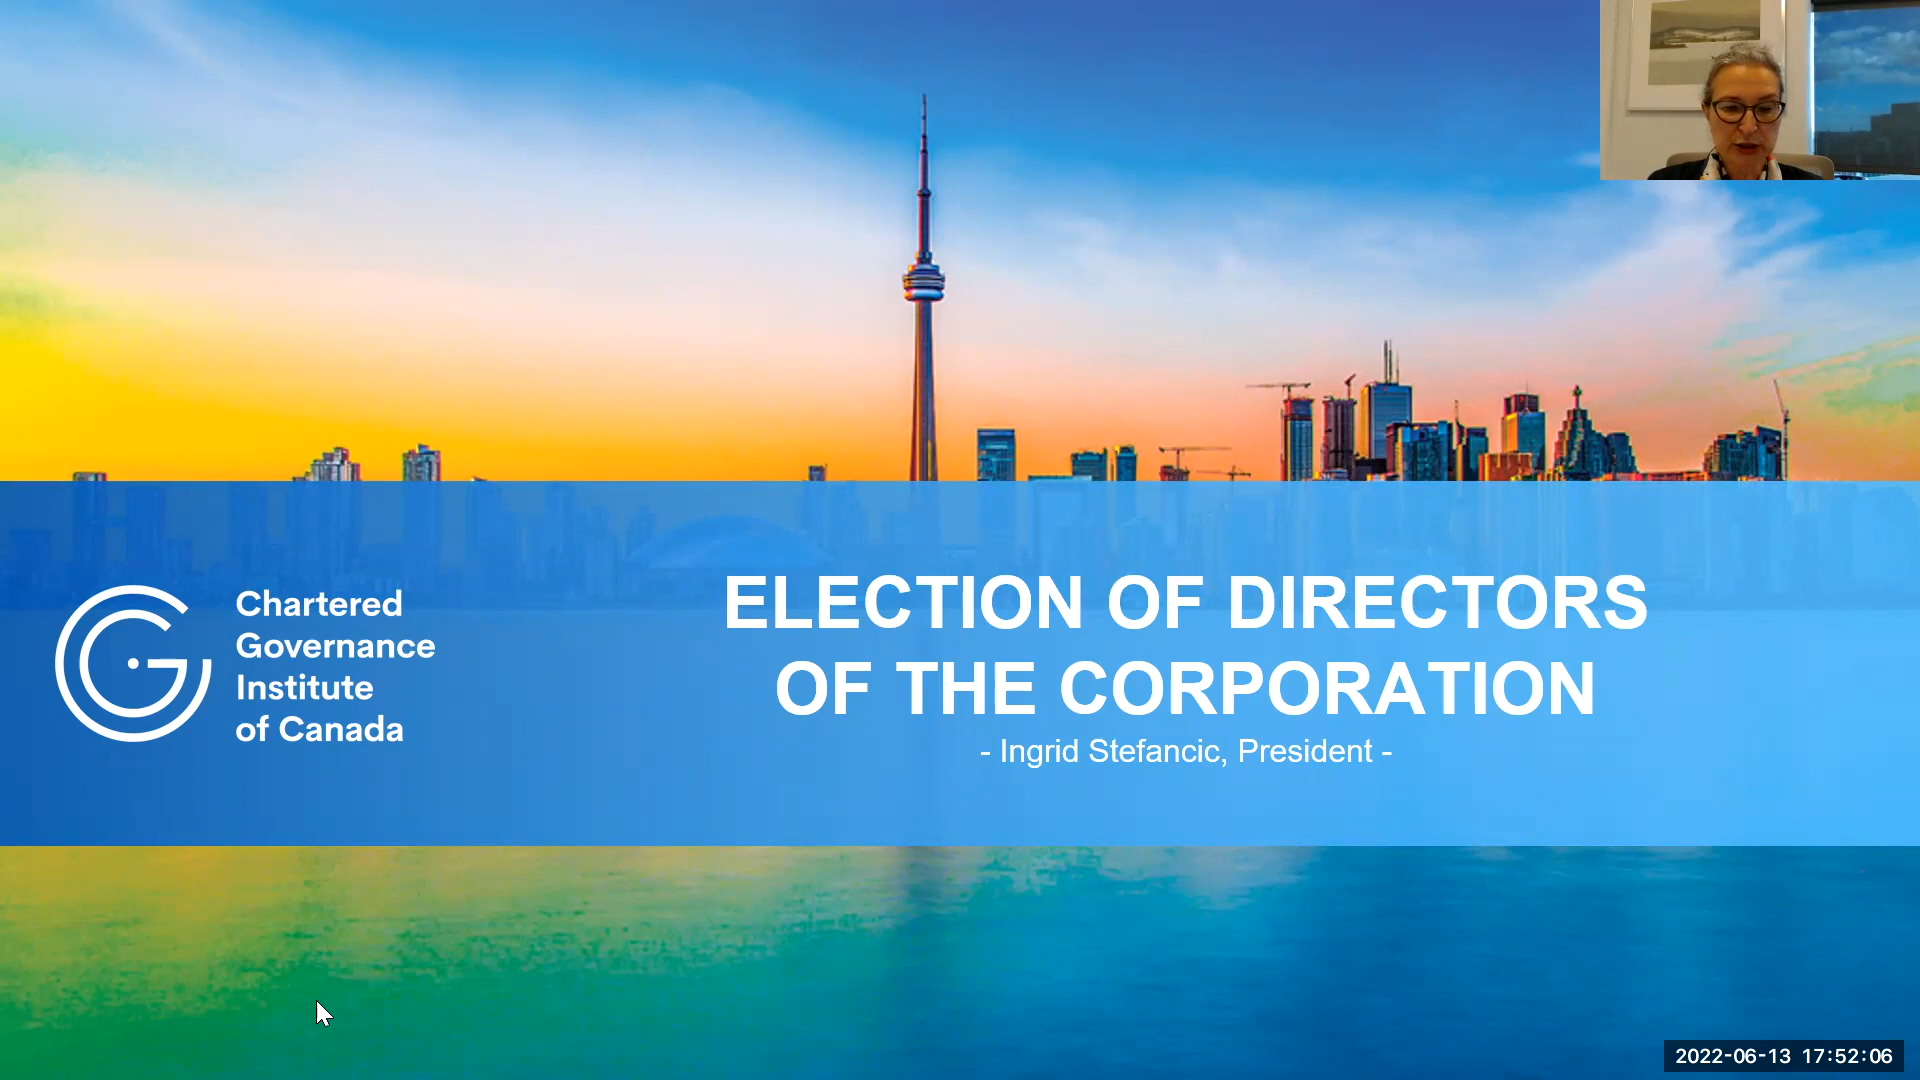 Chartered
Governance
Institute
of Canada
ELECTION OF DIRECTORS
OF THE CORPORATION
- Ingrid Stefancic, President -
2022-06-13 17:52:06